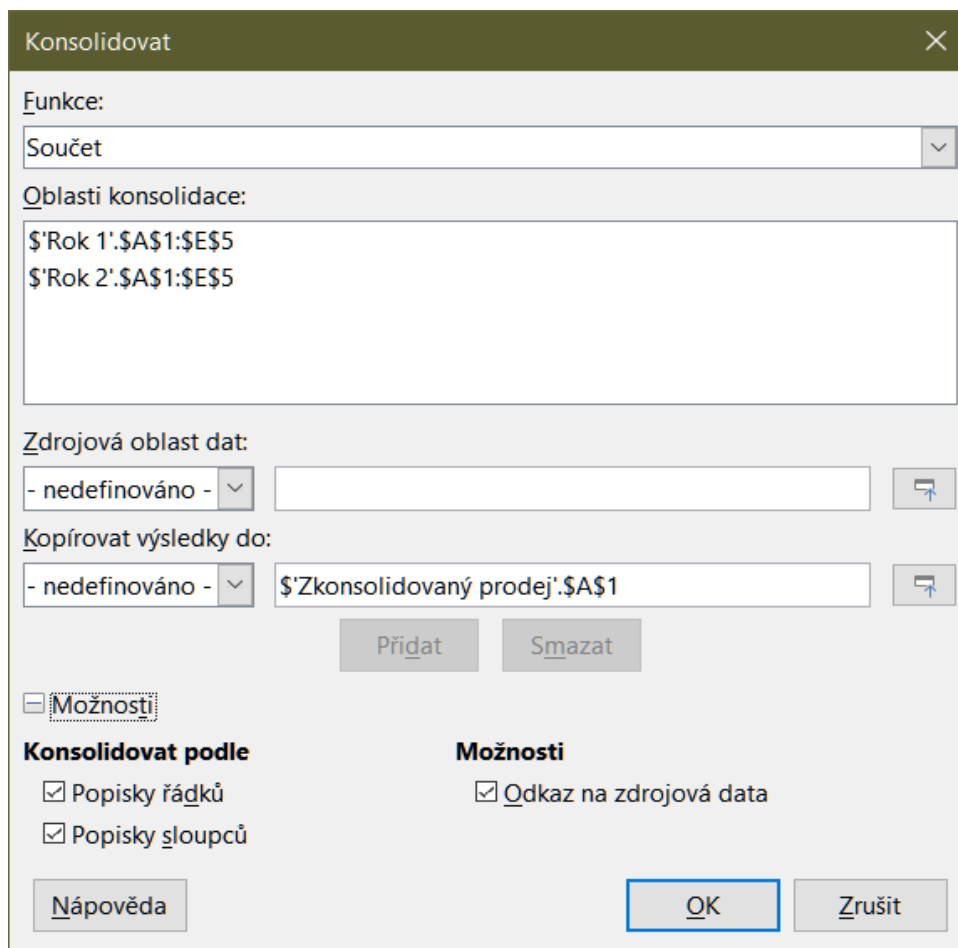 Konsolidovat
Funkce:
Součet
Oblasti konsolidace:
$'Rok 1'.$A$1:$E$5
$'Rok 2'.$A$1:$E$5
Zdrojová oblast dat:
- nedefinováno -
Kopírovat výsledky do:
- nedefinováno - $'Zkonsolidovaný prodej'.$A$1
Přidat Smazat
Možnosti
Konsolidovat podle Možnosti
Popisky řádků Odkaz na zdrojová data
Popisky sloupců
Nápověda OK Zrušit